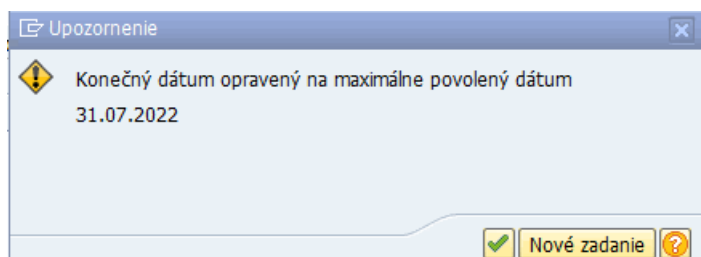 Upozornenie
Konečný dátum opravený na maximálne povolený dátum
31.07.2022
Nové zadanie